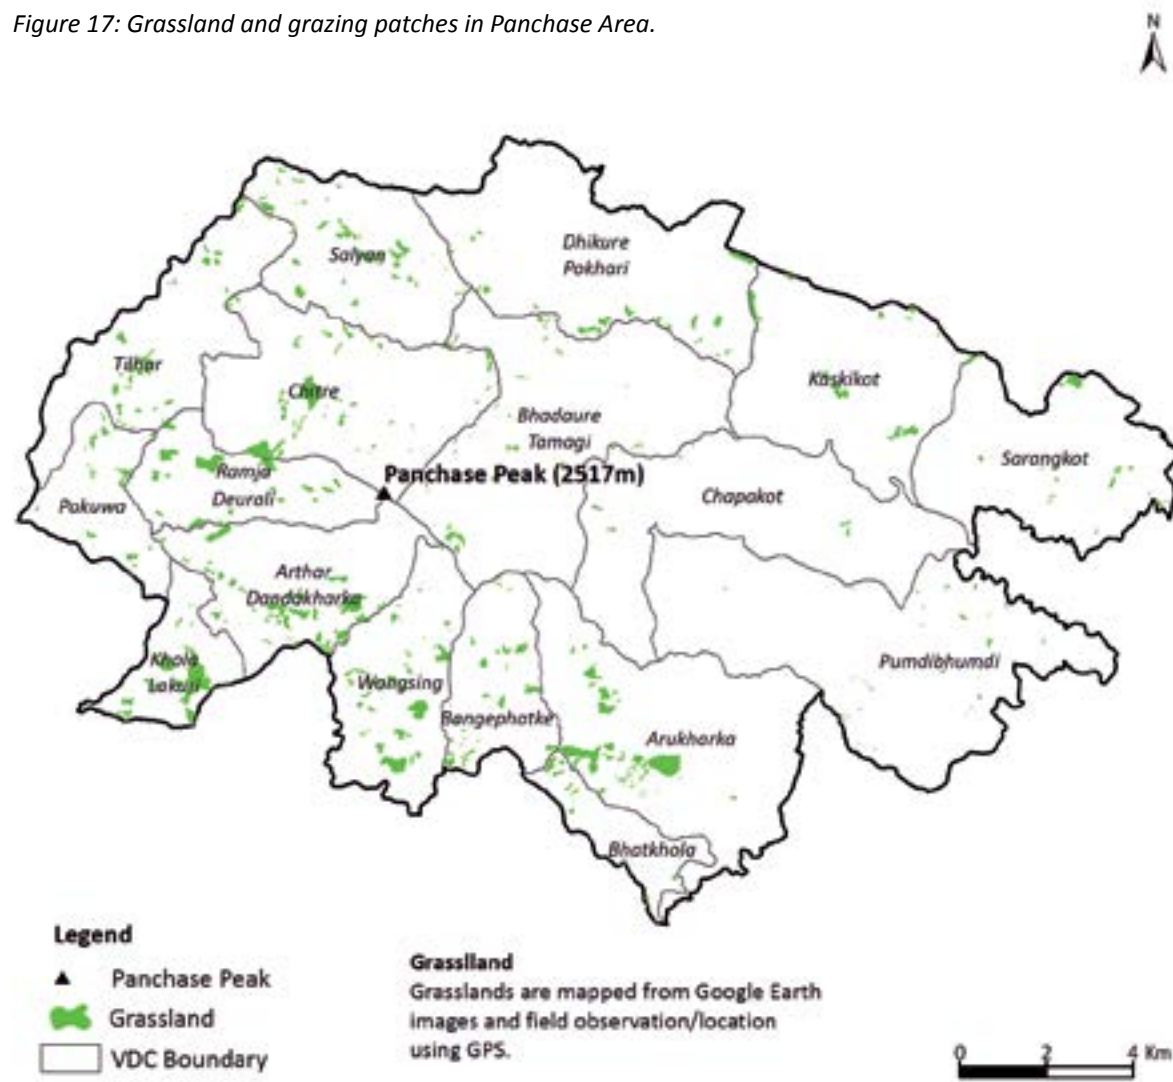 Figure 17: Grassland and grazing patches in Panchase Area.
N
Dhikure
Pokhari
Salyan
Tilhar
Chitre
Kaskikot
Bhadaure
Tamagi
Sarangkot
Ramja
Deurali
Panchase Peak (2517m)
Chapakot
Pakuwa
Arthar
Dandakharka
Khola
Lakuri
Wangsing
Pumdibhumdi
Bangephatke
Arukharka
Bhatkhola
Legend
Panchase Peak
Grassland
VDC Boundary
Grasslland
Grasslands are mapped from Google Earth
images and field observation/location
using GPS.
0 2 4 Km